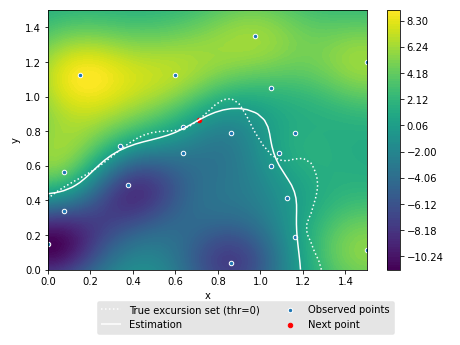 1.4
1.2
1.0
0.8
0.6
0.4
0.2
0.0
y
0.0 0.2 0.4 0.6 0.8 1.0 1.2 1.4
x
8.30
6.24
4.18
2.12
0.06
−2.00
−4.06
−6.12
−8.18
−10.24
True excursion set (thr=0)
Estimation
Observed points
Next point